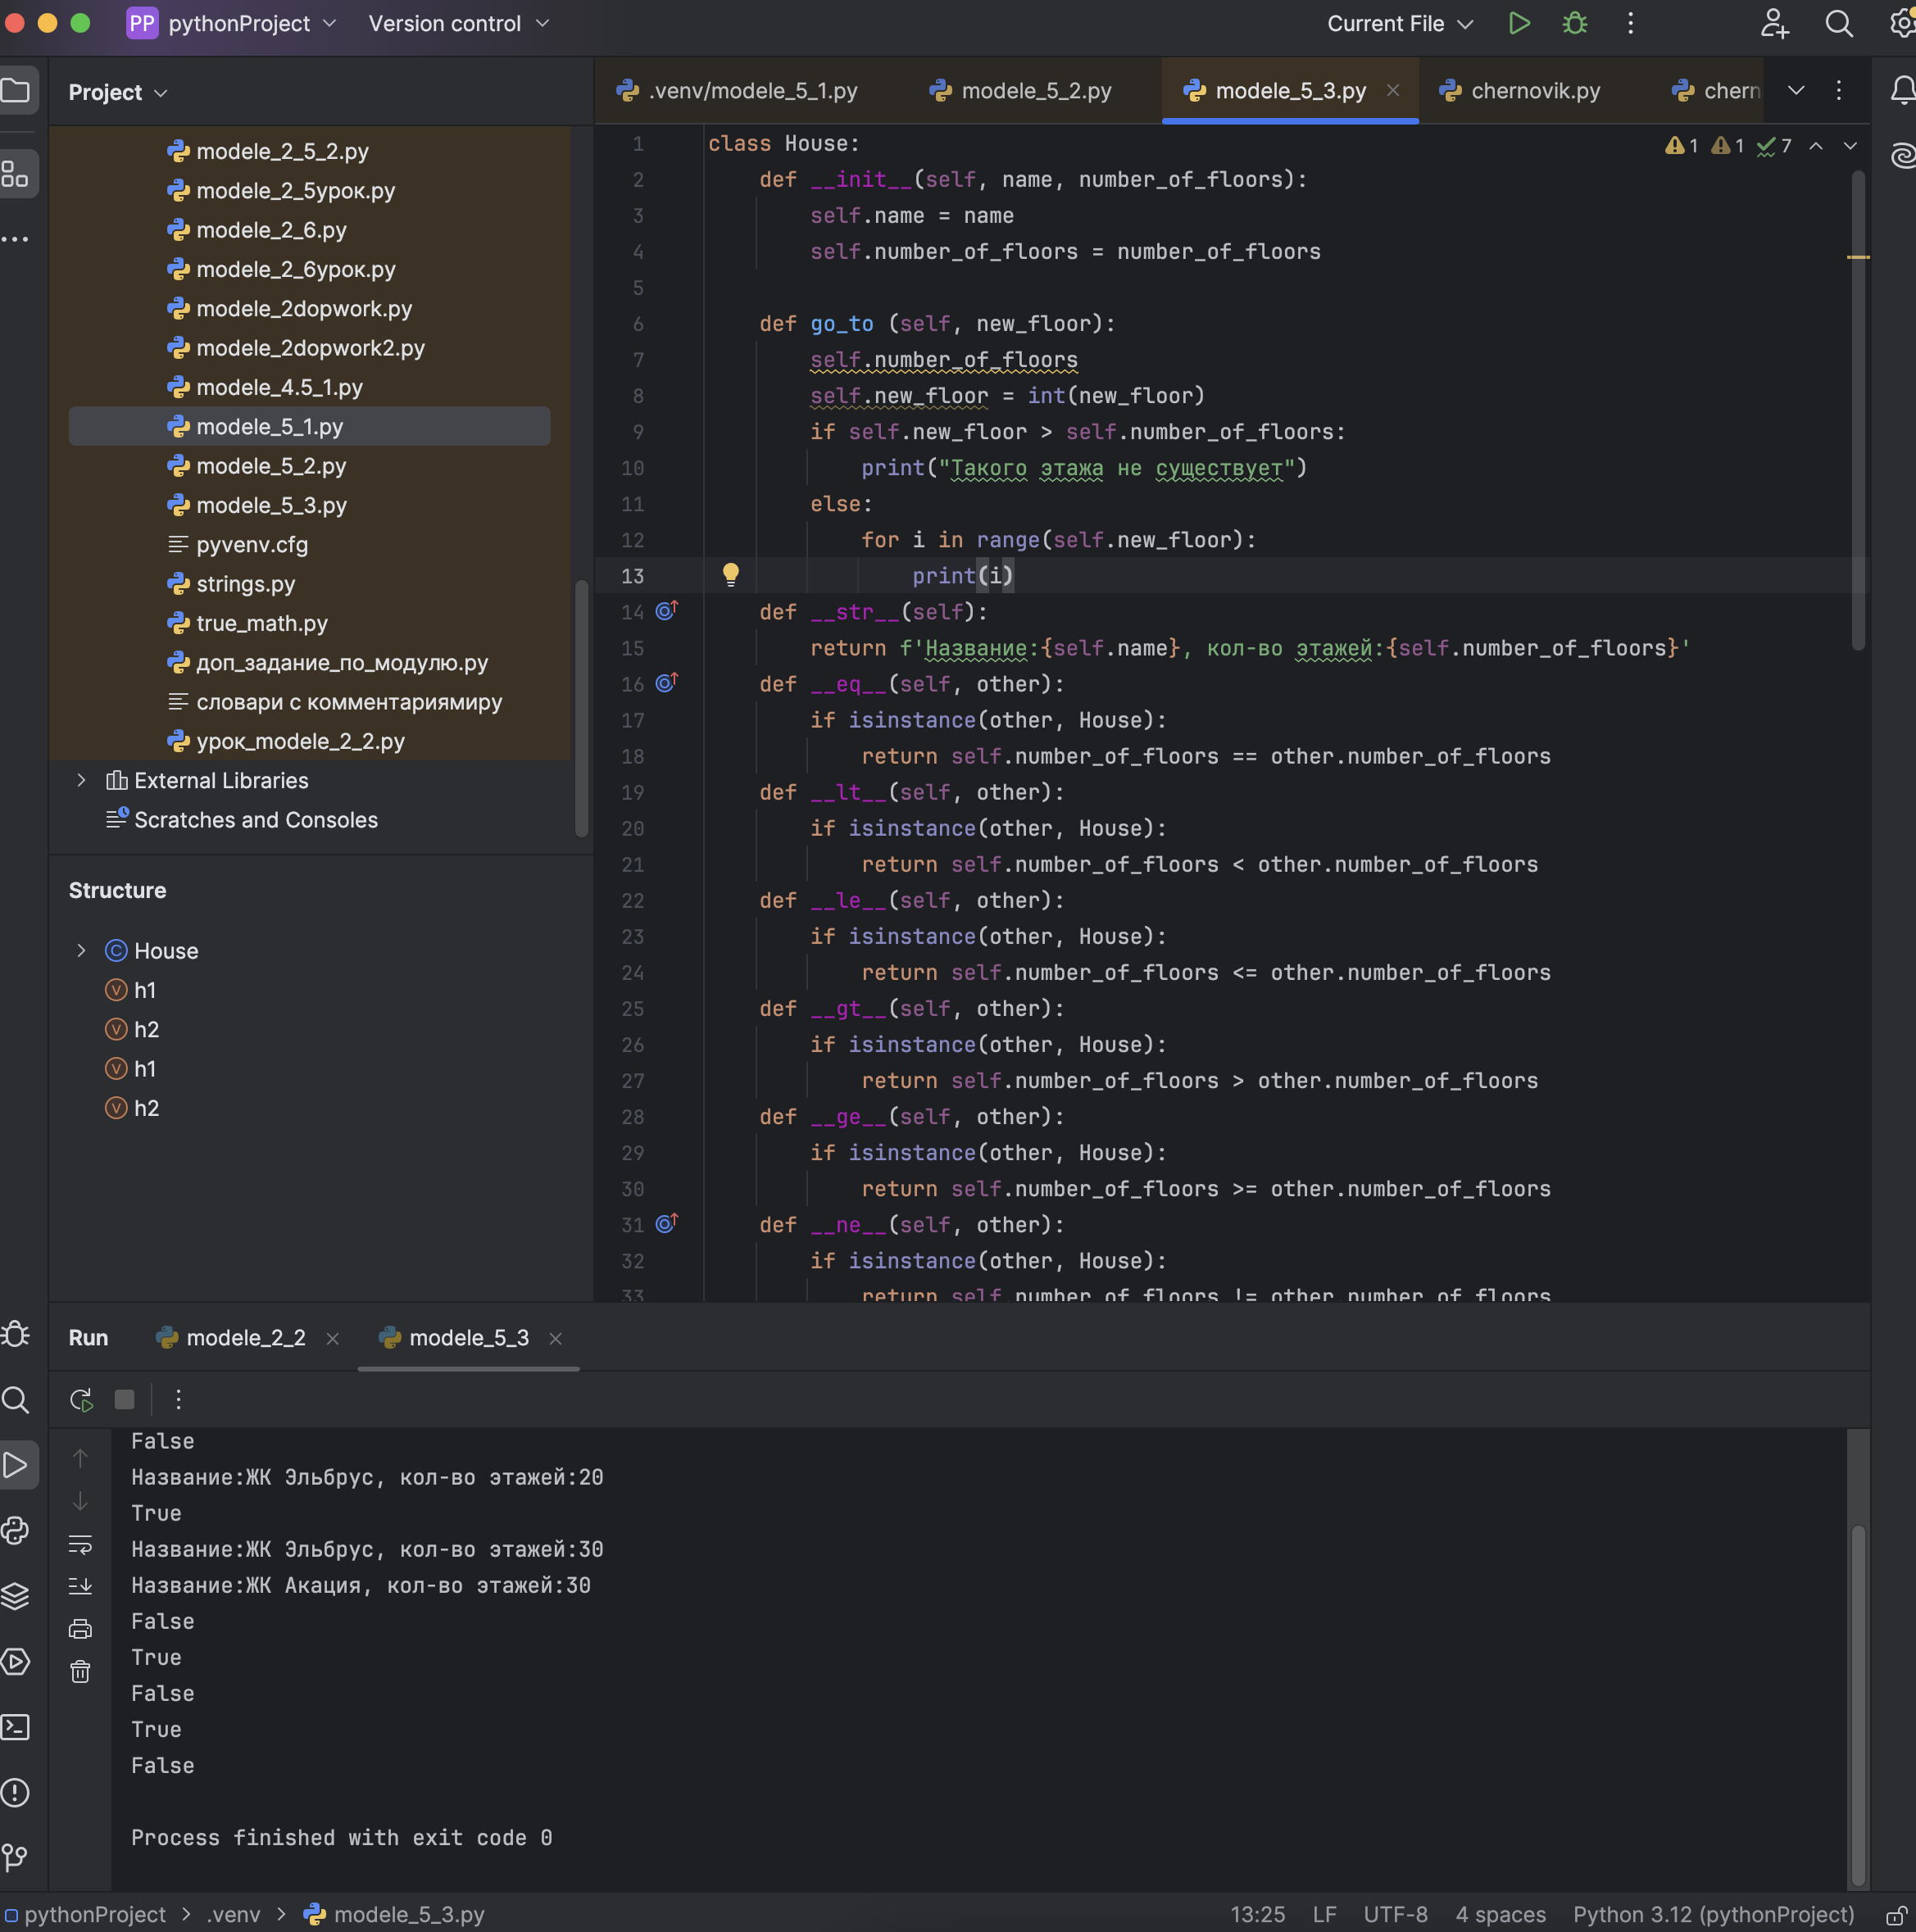 PP pythonProject Version control Current File
Project
.venv/modele_5_1.py modele_5_2.py modele_5_3.py chernovik.py chern
modele_2_5_2.py
modele_2_5урок.py
modele_2_6.py
modele_2_6урок.py
modele_2dopwork.py
modele_2dopwork2.py
modele_4.5_1.py
modele_5_1.py
modele_5_2.py
modele_5_3.py
pyvenv.cfg
strings.py
true_math.py
доп_задание_по_модулю.py
словари с комментариямиpy
урок_modele_2_2.py
External Libraries
Scratches and Consoles
Structure
House
h1
h2
h1
h2
1 1 7
1 class House:
2     def __init__(self, name, number_of_floors):
3         self.name = name
4         self.number_of_floors = number_of_floors
5
6     def go_to (self, new_floor):
7         self.number_of_floors
8         self.new_floor = int(new_floor)
9         if self.new_floor > self.number_of_floors:
10             print("Такого этажа не существует")
11         else:
12             for i in range(self.new_floor):
13                 print(i)
14     def __str__(self):
15         return f'Название:{self.name}, кол-во этажей:{self.number_of_floors}'
16     def __eq__(self, other):
17         if isinstance(other, House):
18             return self.number_of_floors == other.number_of_floors
19     def __lt__(self, other):
20         if isinstance(other, House):
21             return self.number_of_floors < other.number_of_floors
22     def __le__(self, other):
23         if isinstance(other, House):
24             return self.number_of_floors <= other.number_of_floors
25     def __gt__(self, other):
26         if isinstance(other, House):
27             return self.number_of_floors > other.number_of_floors
28     def __ge__(self, other):
29         if isinstance(other, House):
30             return self.number_of_floors >= other.number_of_floors
31     def __ne__(self, other):
32         if isinstance(other, House):
33             return self.number_of_floors != other.number_of_floors
Run modele_2_2 modele_5_3
False
Название:ЖК Эльбрус, кол-во этажей:20
True
Название:ЖК Эльбрус, кол-во этажей:30
Название:ЖК Акация, кол-во этажей:30
False
True
False
True
False
Process finished with exit code 0
pythonProject > .venv > modele_5_3.py 13:25 LF UTF-8 4 spaces Python 3.12 (pythonProject)